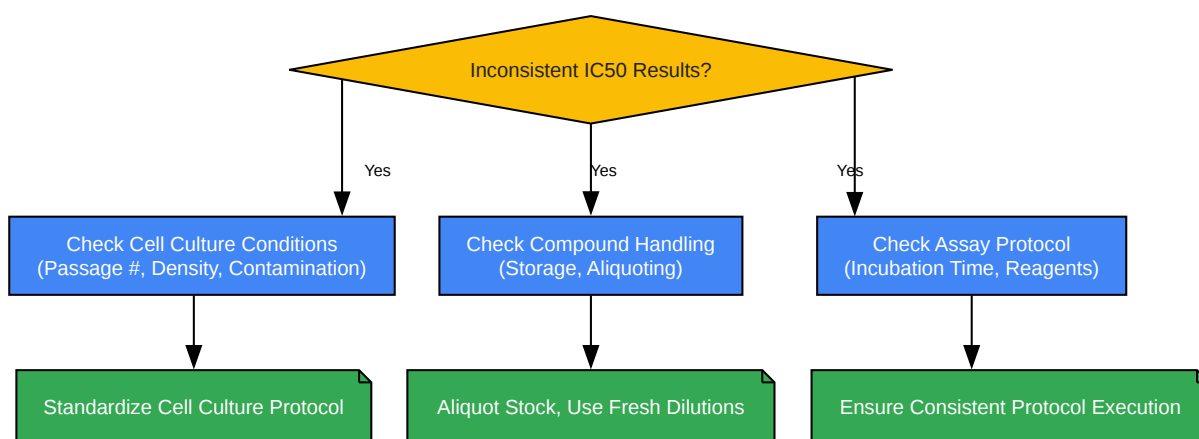 Inconsistent IC50 Results?
Yes
Yes
Yes
Check Cell Culture Conditions
(Passage #, Density, Contamination)
Check Compound Handling
(Storage, Aliquoting)
Check Assay Protocol
(Incubation Time, Reagents)
Standardize Cell Culture Protocol
Aliquot Stock, Use Fresh Dilutions
Ensure Consistent Protocol Execution